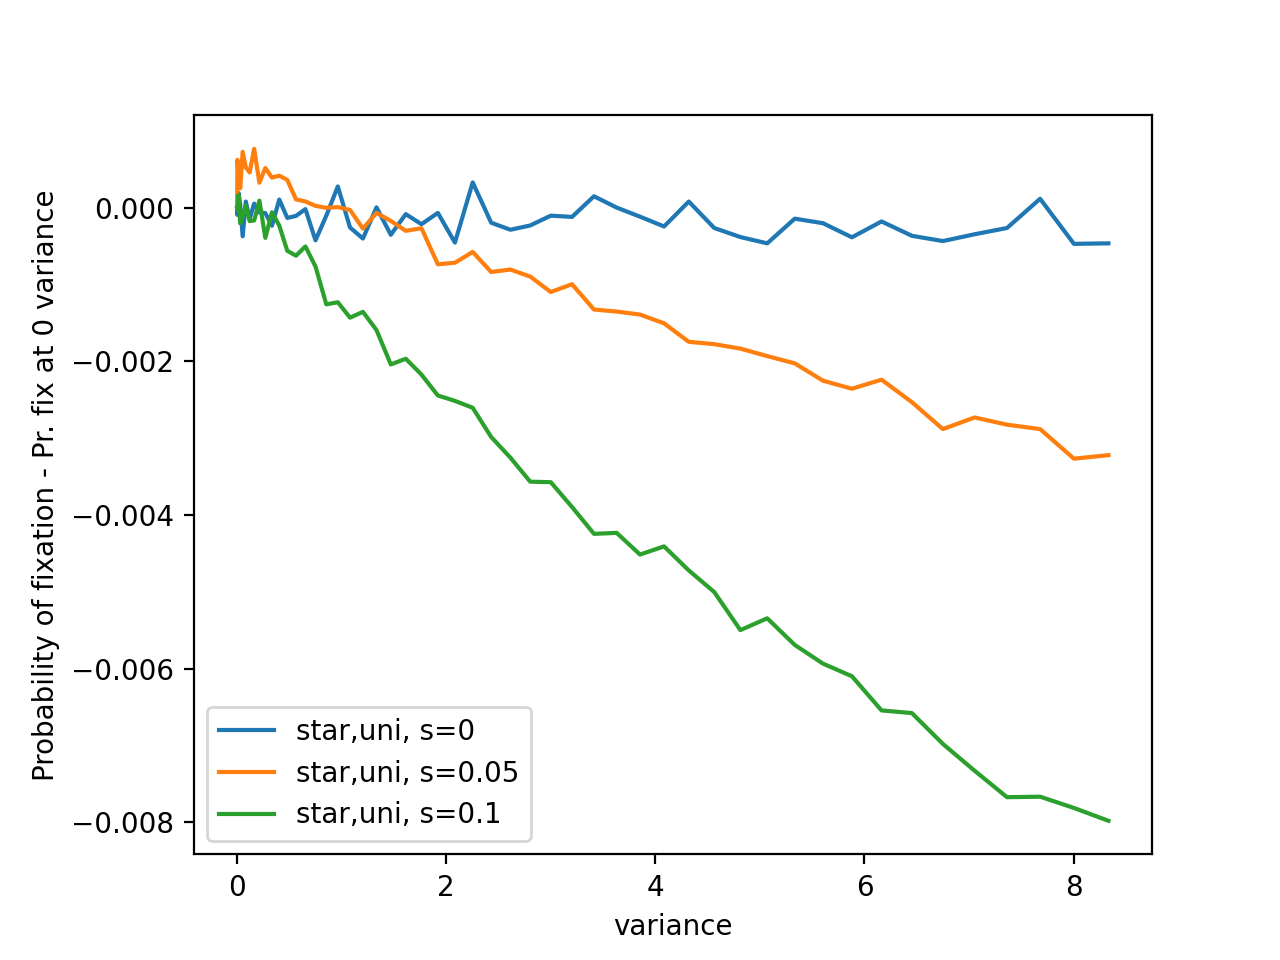 Probability of fixation - Pr. fix at 0 variance
0.000
−0.002
−0.004
−0.006
−0.008
star,uni, s=0
star,uni, s=0.05
star,uni, s=0.1
0 2 4 6 8
variance